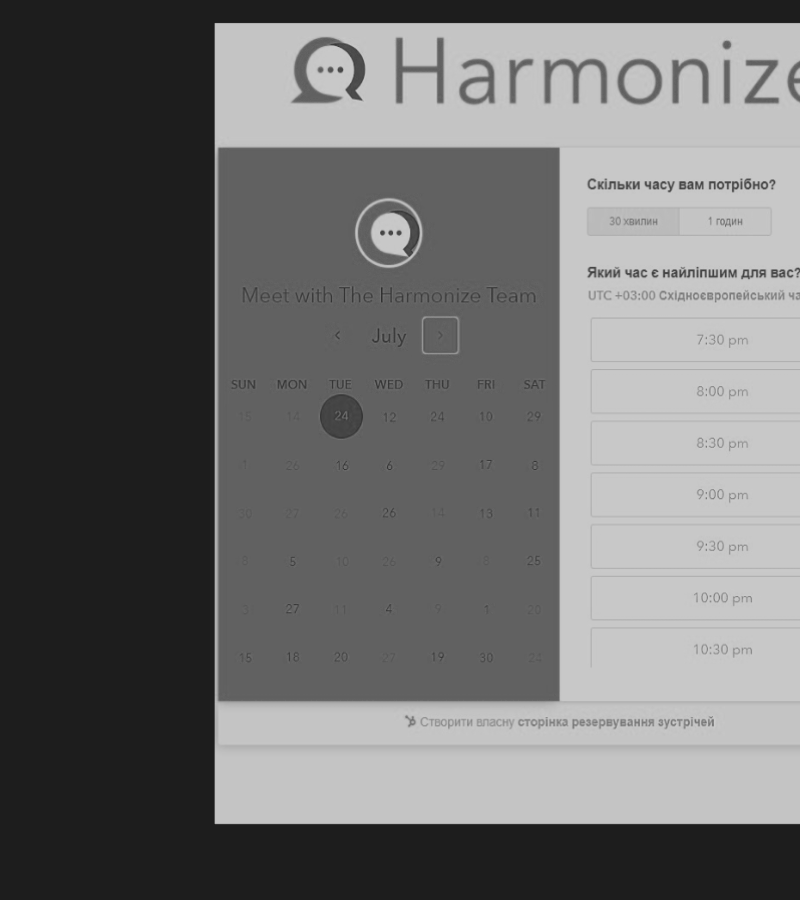 Harmonize
Meet with The Harmonize Team
July
SUN MON TUE WED THU FRI SAT
15 14 24 12 24 10 29
1 26 16 6 29 17 8
30 27 26 26 14 13 11
3 5 10 26 9 25
3 27 11 4 9 1 20
15 18 20 27 19 30 24
Скільки часу вам потрібно?
30 хвилин 1 годин
Який час є найліпшим для вас?
UTC +03:00 Східноєвропейський ча
7:30 pm
8:00 pm
8:30 pm
9:00 pm
9:30 pm
10:00 pm
10:30 pm
Створити власну сторінка резервування зустрічей